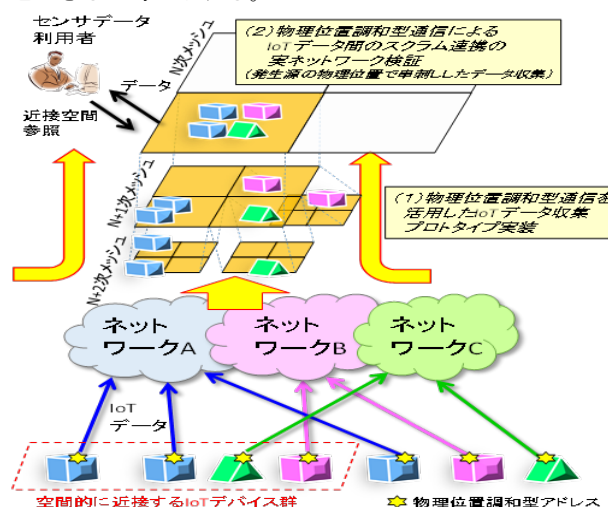 センサデータ
利用者
データ
近接空間
参照
N次メッシュ
(2)物理位置調和型通信による
IoTデータ間のスクラム連携の
実ネットワーク検証
(発生源の物理位置で串刺ししたデータ収集)
N+1次メッシュ
(1)物理位置調和型通信を
活用したIoTデータ収集
プロトタイプ実装
N+2次メッシュ
ネット
ワークA
ネット
ワークB
ネット
ワークC
IoT
データ
空間的に近接するIoTデバイス群
物理位置調和型アドレス